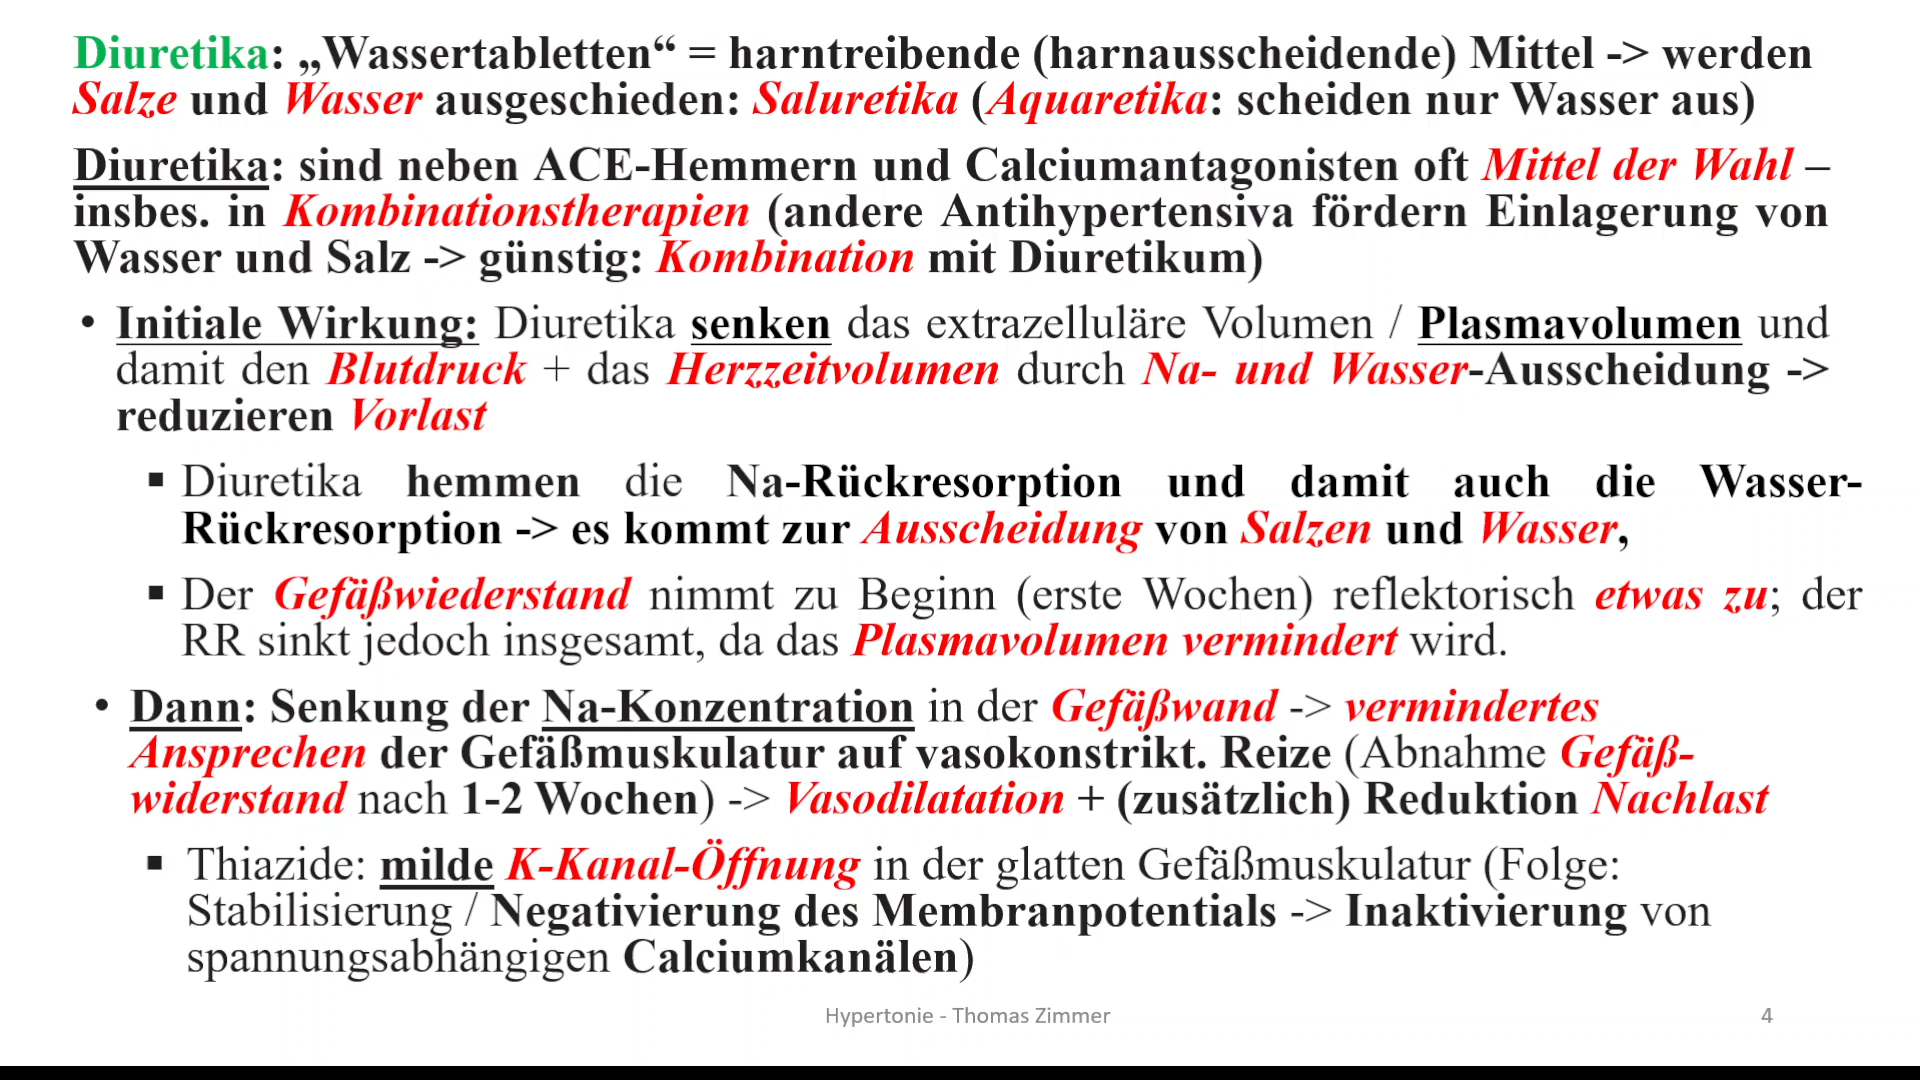 Diuretika: „Wassertabletten“ = harntreibende (harnausscheidende) Mittel -> werden
Salze und Wasser ausgeschieden: Saluretika (Aquaretika: scheiden nur Wasser aus)
Diuretika: sind neben ACE-Hemmern und Calciumantagonisten oft Mittel der Wahl –
insbes. in Kombinationstherapien (andere Antihypertensiva fördern Einlagerung von
Wasser und Salz -> günstig: Kombination mit Diuretikum)
• Initiale Wirkung: Diuretika senken das extrazelluläre Volumen / Plasmavolumen und
damit den Blutdruck + das Herzzeitvolumen durch Na- und Wasser-Ausscheidung ->
reduzieren Vorlast
▪ Diuretika hemmen die Na-Rückresorption und damit auch die Wasser-
Rückresorption -> es kommt zur Ausscheidung von Salzen und Wasser,
▪ Der Gefäßwiederstand nimmt zu Beginn (erste Wochen) reflektorisch etwas zu; der
RR sinkt jedoch insgesamt, da das Plasmavolumen vermindert wird.
• Dann: Senkung der Na-Konzentration in der Gefäßwand -> vermindertes
Ansprechen der Gefäßmuskulatur auf vasokonstrikt. Reize (Abnahme Gefäß-
widerstand nach 1-2 Wochen) -> Vasodilatation + (zusätzlich) Reduktion Nachlast
▪ Thiazide: milde K-Kanal-Öffnung in der glatten Gefäßmuskulatur (Folge:
Stabilisierung / Negativierung des Membranpotentials -> Inaktivierung von
spannungsabhängigen Calciumkanälen)
Hypertonie - Thomas Zimmer
4